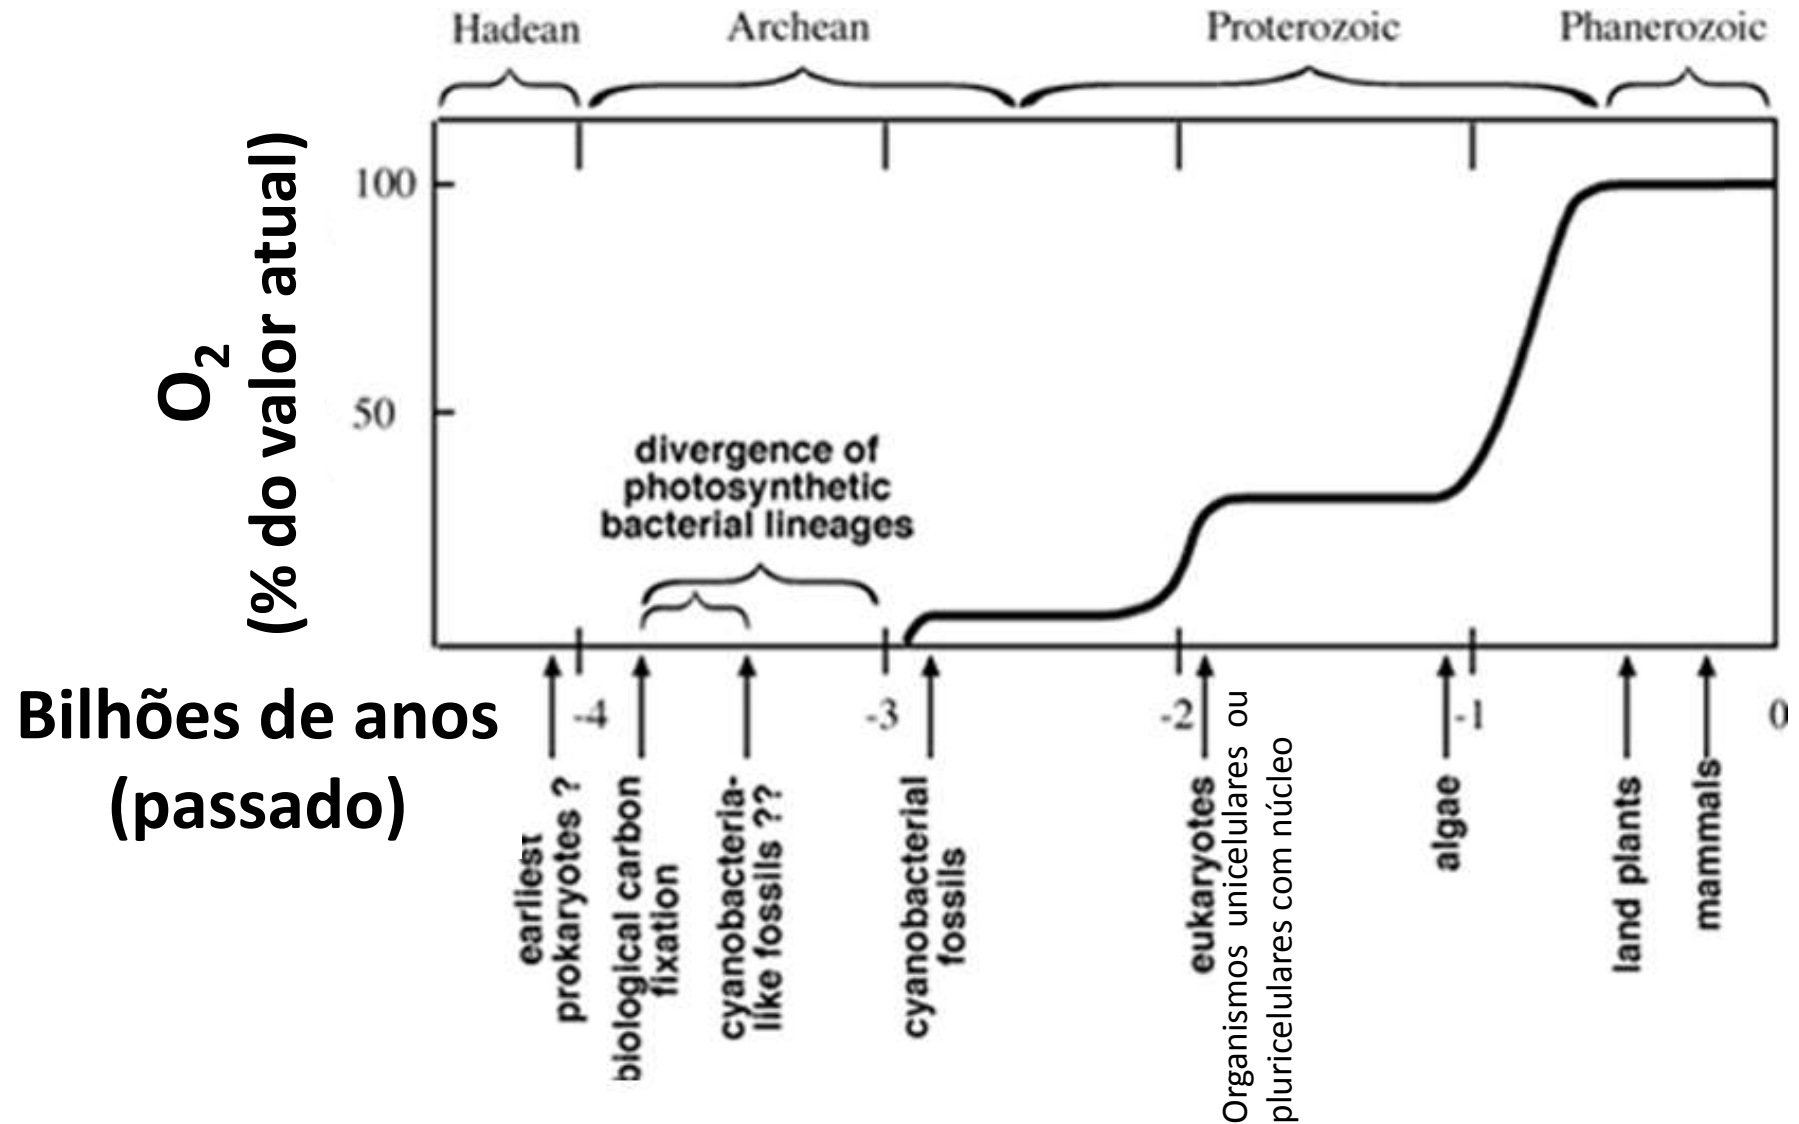 Hadean
Archean
Proterozoic
Phanerozoic
O2
(% do valor atual)
100
50
divergence of
photosynthetic
bacterial lineages
Bilhões de anos
(passado)
-4
-3
-2
-1
0
earliest
prokaryotes ?
biological carbon
fixation
cyanobacteria-
like fossils ??
cyanobacterial
fossils
eukaryotes
Organismos unicelulares ou
pluricelulares com núcleo
algae
land plants
mammals